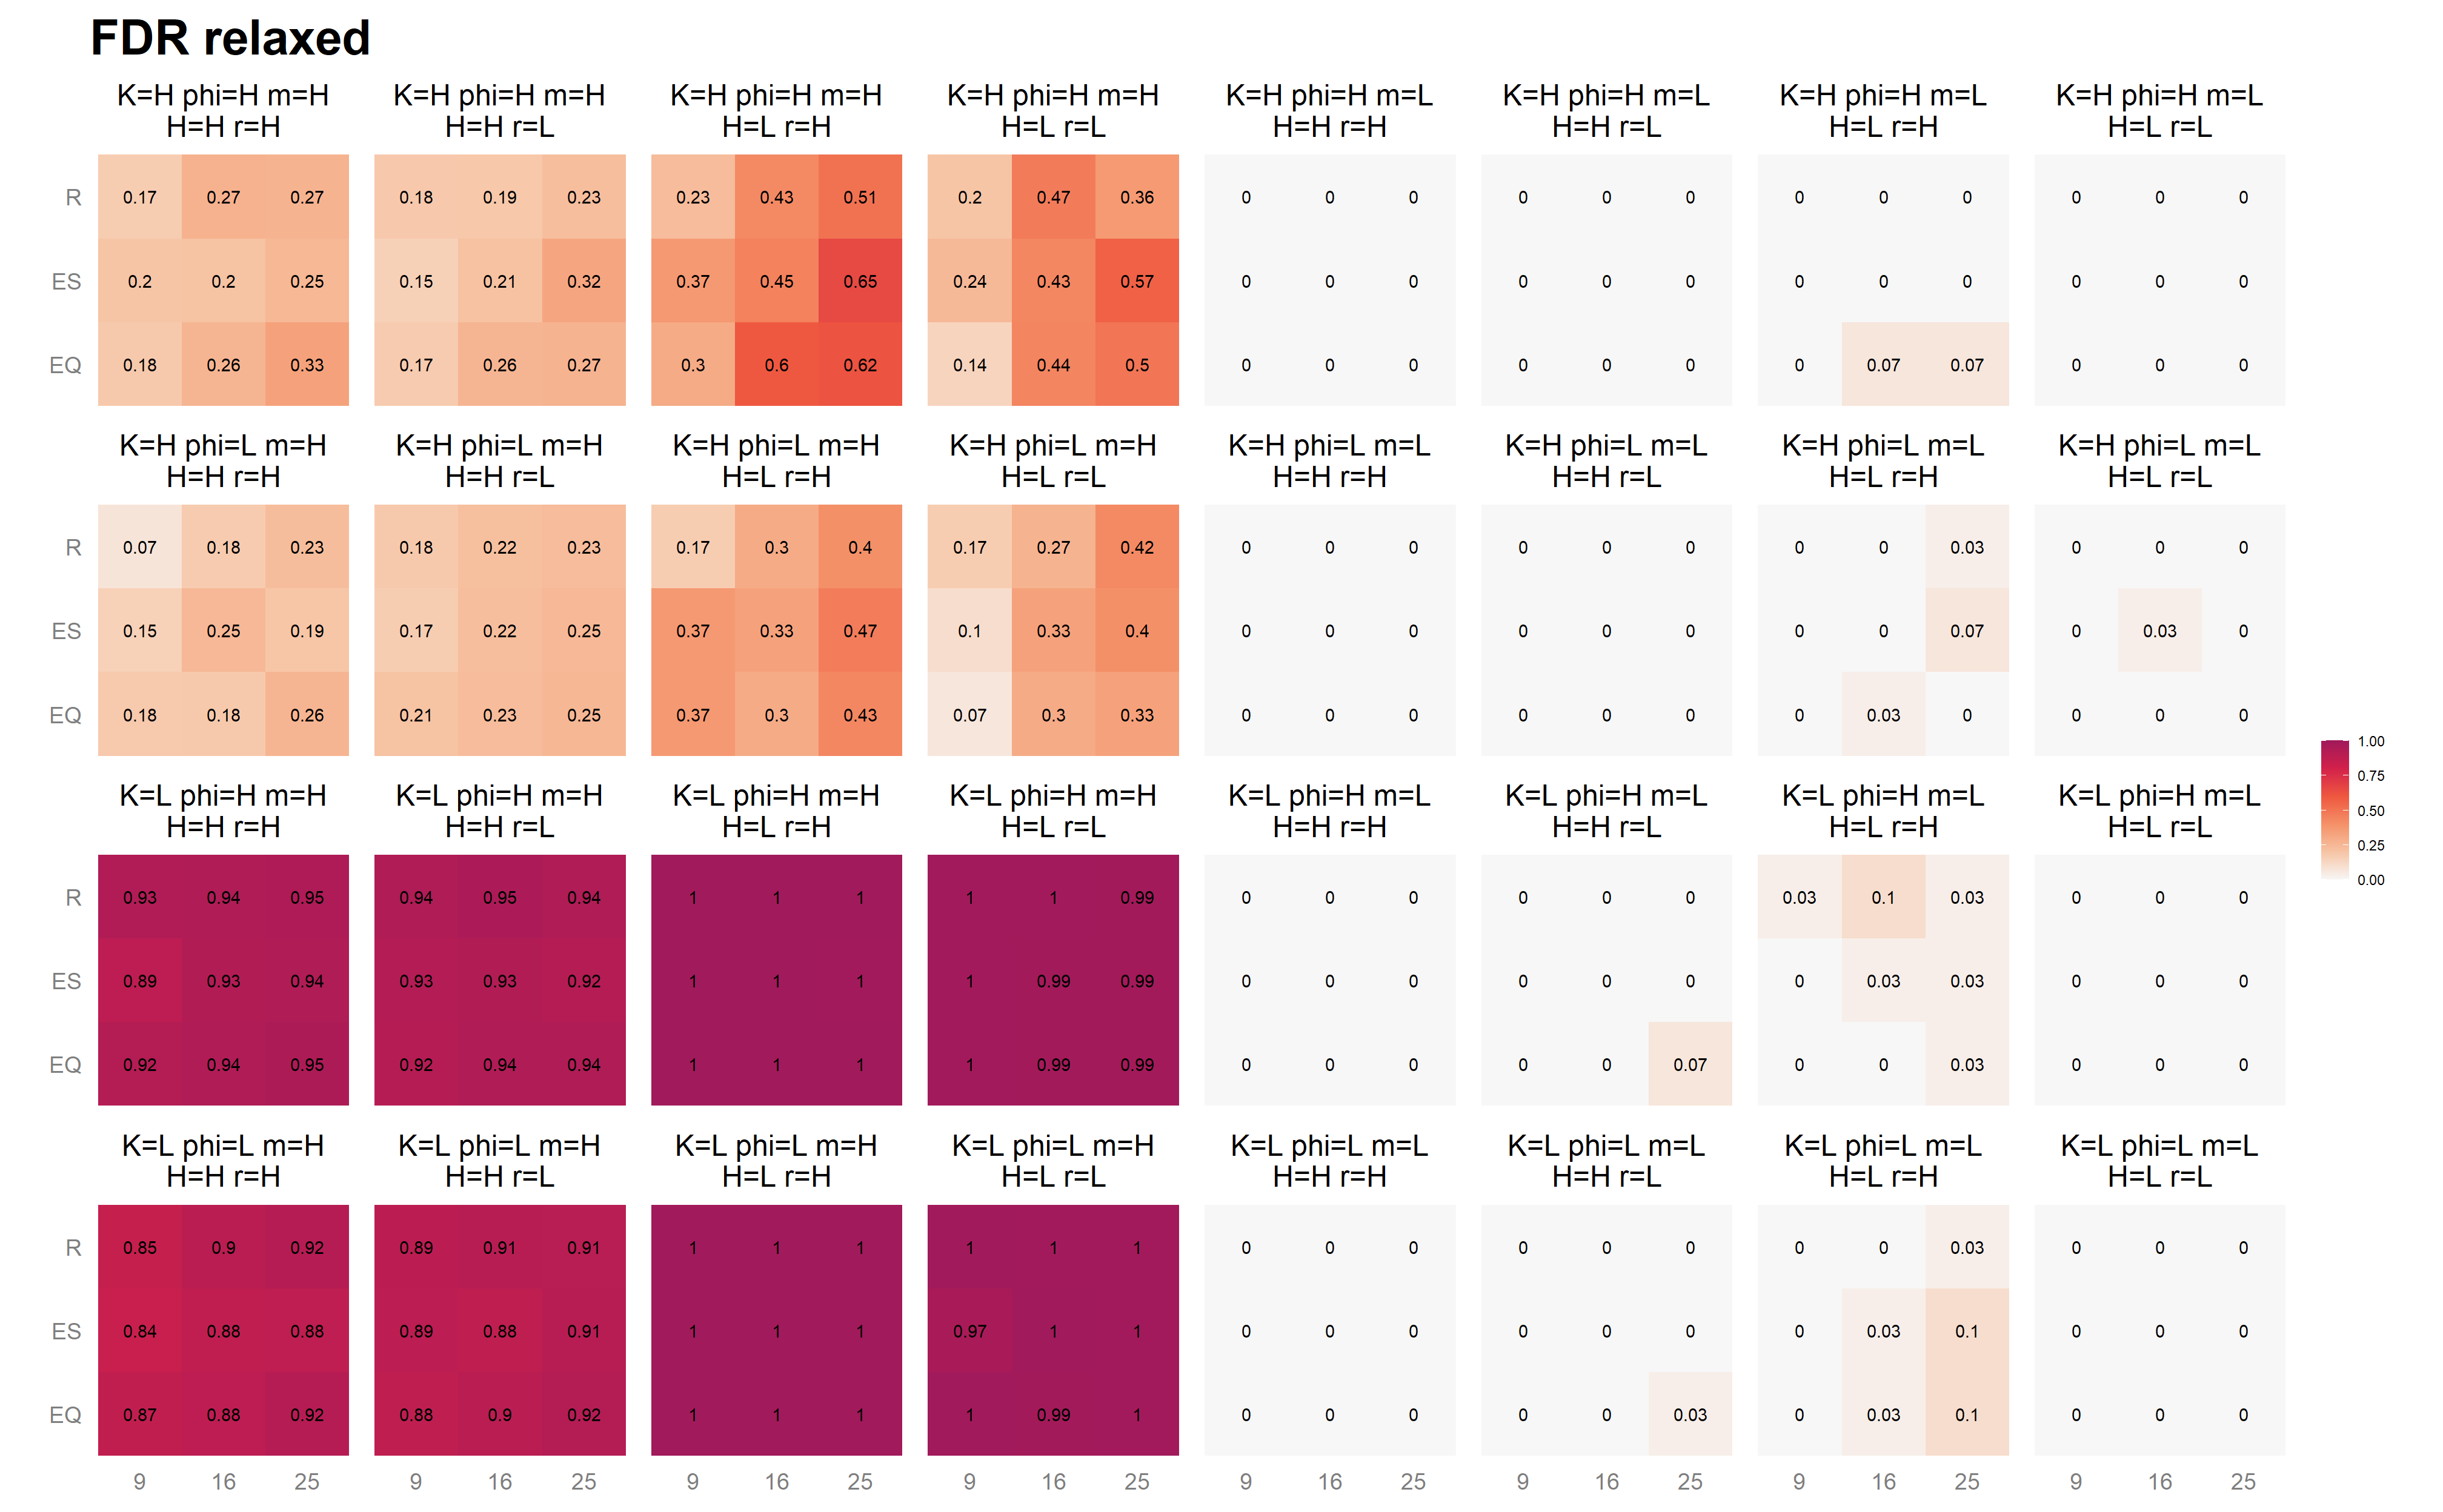 FDR relaxed
K=H phi=H m=H K=H phi=H m=H K=H phi=H m=H K=H phi=H m=H K=H phi=H m=L K=H phi=H m=L K=H phi=H m=L K=H phi=H m=L
H=H r=H H=H r=L H=L r=H H=L r=L H=H r=H H=H r=L H=L r=H H=L r=L
R 0.17 0.27 0.27 0.18 0.19 0.23 0.23 0.43 0.51 0.2 0.47 0.36 0 0 0 0 0 0 0 0 0 0 0 0
ES 0.2 0.2 0.25 0.15 0.21 0.32 0.37 0.45 0.65 0.24 0.43 0.57 0 0 0 0 0 0 0 0 0 0 0 0
EQ 0.18 0.26 0.33 0.17 0.26 0.27 0.3 0.6 0.62 0.14 0.44 0.5 0 0 0 0 0 0 0 0.07 0.07 0 0 0
K=H phi=L m=H K=H phi=L m=H K=H phi=L m=H K=H phi=L m=H K=H phi=L m=L K=H phi=L m=L K=H phi=L m=L K=H phi=L m=L
H=H r=H H=H r=L H=L r=H H=L r=L H=H r=H H=H r=L H=L r=H H=L r=L
R 0.07 0.18 0.23 0.18 0.22 0.23 0.17 0.3 0.4 0.17 0.27 0.42 0 0 0 0 0 0 0 0 0.03 0 0 0
ES 0.15 0.25 0.19 0.17 0.22 0.25 0.37 0.33 0.47 0.1 0.33 0.4 0 0 0 0 0 0 0 0 0.07 0 0.03 0
EQ 0.18 0.18 0.26 0.21 0.23 0.25 0.37 0.3 0.43 0.07 0.3 0.33 0 0 0 0 0 0 0 0.03 0 0 0 0
K=L phi=H m=H K=L phi=H m=H K=L phi=H m=H K=L phi=H m=H K=L phi=H m=L K=L phi=H m=L K=L phi=H m=L K=L phi=H m=L
H=H r=H H=H r=L H=L r=H H=L r=L H=H r=H H=H r=L H=L r=H H=L r=L
R 0.93 0.94 0.95 0.94 0.95 0.94 1 1 1 1 1 0.99 0 0 0 0 0 0 0.03 0.1 0.03 0 0 0
ES 0.89 0.93 0.94 0.93 0.93 0.92 1 1 1 1 0.99 0.99 0 0 0 0 0 0 0 0.03 0.03 0 0 0
EQ 0.92 0.94 0.95 0.92 0.94 0.94 1 1 1 1 0.99 0.99 0 0 0 0 0 0.07 0 0 0.03 0 0 0
K=L phi=L m=H K=L phi=L m=H K=L phi=L m=H K=L phi=L m=H K=L phi=L m=L K=L phi=L m=L K=L phi=L m=L K=L phi=L m=L
H=H r=H H=H r=L H=L r=H H=L r=L H=H r=H H=H r=L H=L r=H H=L r=L
R 0.85 0.9 0.92 0.89 0.91 0.91 1 1 1 1 1 1 0 0 0 0 0 0 0 0 0.03 0 0 0
ES 0.84 0.88 0.88 0.89 0.88 0.91 1 1 1 0.97 1 1 0 0 0 0 0 0 0 0.03 0.1 0 0 0
EQ 0.87 0.88 0.92 0.88 0.9 0.92 1 1 1 1 0.99 1 0 0 0 0 0 0.03 0 0.03 0.1 0 0 0
9 16 25 9 16 25 9 16 25 9 16 25 9 16 25 9 16 25 9 16 25 9 16 25
1.00
0.75
0.50
0.25
0.00